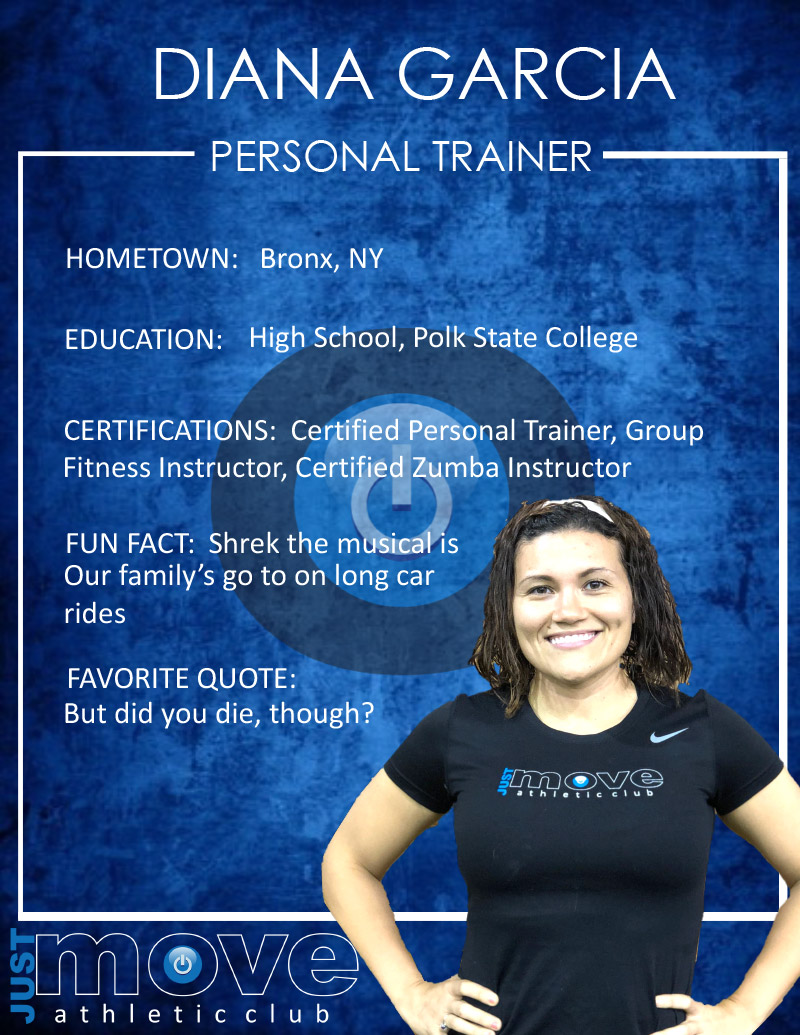 DIANA GARCIA
PERSONAL TRAINER
HOMETOWN: Bronx, NY
EDUCATION: High School, Polk State College
CERTIFICATIONS: Certified Personal Trainer, Group
Fitness Instructor, Certified Zumba Instructor
FUN FACT: Shrek the musical is
Our family's go to on long car
rides
FAVORITE QUOTE:
But did you die, though?
JUST move
athletic club
JUST move
athletic club